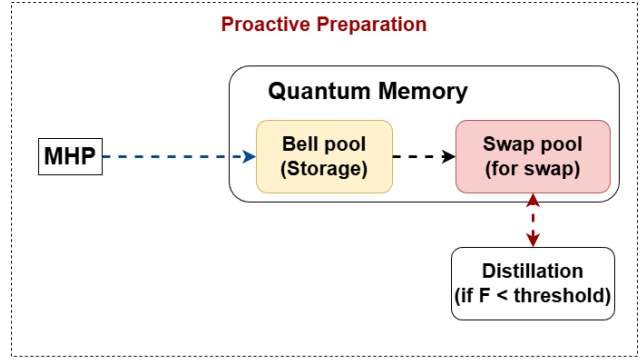 Proactive Preparation
Quantum Memory
MHP
Bell pool
(Storage)
Swap pool
(for swap)
Distillation
(if F < threshold)